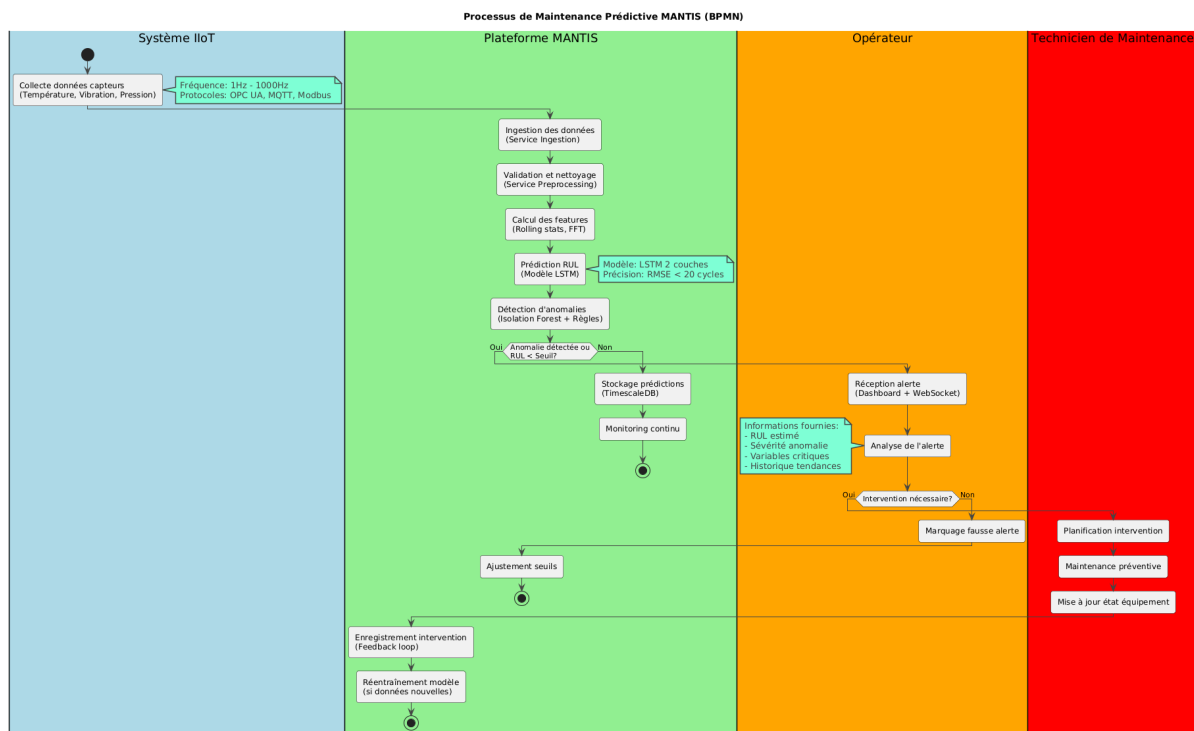 Processus de Maintenance Prédictive MANTIS (BPMN)
Système IIoT
Plateforme MANTIS
Opérateur
Technicien de Maintenance
Collecte données capteurs
(Température, Vibration, Pression)
Fréquence: 1Hz - 1000Hz
Protocoles: OPC UA, MQTT, Modbus
Ingestion des données
(Service Ingestion)
Validation et nettoyage
(Service Preprocessing)
Calcul des features
(Rolling stats, FFT)
Prédiction RUL
(Modèle LSTM)
Modèle: LSTM 2 couches
Précision: RMSE < 20 cycles
Détection d'anomalies
(Isolation Forest + Règles)
Oui
Anomalie détectée ou
RUL < Seuil?
Non
Stockage prédictions
(TimescaleDB)
Réception alerte
(Dashboard + WebSocket)
Monitoring continu
Informations fournies:
- RUL estimé
- Sévérité anomalie
- Variables critiques
- Historique tendances
Analyse de l'alerte
Oui
Intervention nécessaire?
Non
Marquage fausse alerte
Planification intervention
Ajustement seuils
Maintenance préventive
Mise à jour état équipement
Enregistrement intervention
(Feedback loop)
Réentraînement modèle
(si données nouvelles)